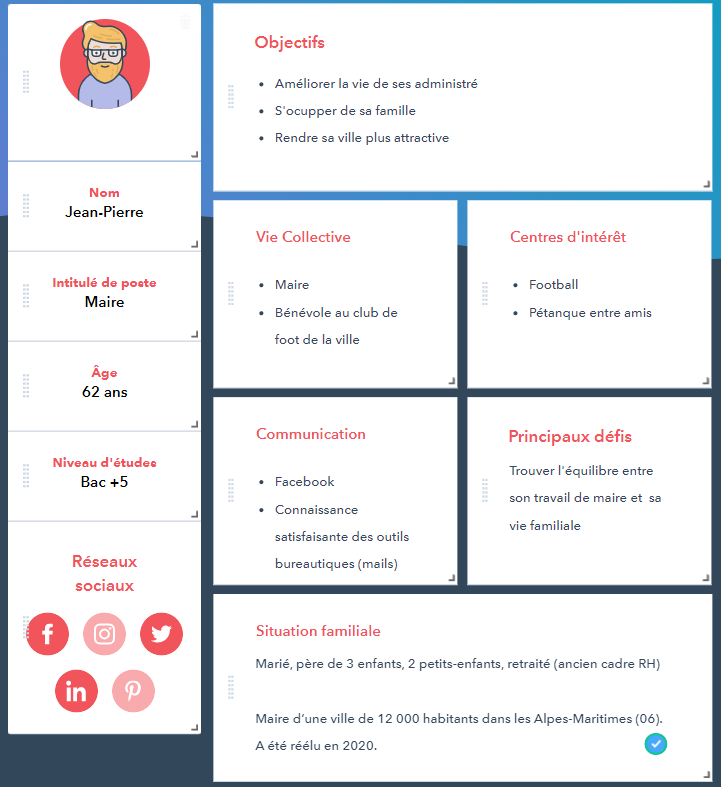 Nom
Jean-Pierre
Intitulé de poste
Maire
Âge
62 ans
Niveau d'études
Bac +5
Réseaux
sociaux
f
in
Objectifs
• Améliorer la vie de ses administré
• S'ocupper de sa famille
• Rendre sa ville plus attractive
Vie Collective
• Maire
• Bénévole au club de
foot de la ville
Centres d'intérêt
• Football
• Pétanque entre amis
Communication
• Facebook
• Connaissance
satisfaisante des outils
bureautiques (mails)
Principaux défis
Trouver l'équilibre entre
son travail de maire et sa
vie familiale
Situation familiale
Marié, père de 3 enfants, 2 petits-enfants, retraité (ancien cadre RH)
Maire d’une ville de 12 000 habitants dans les Alpes-Maritimes (06).
A été réélu en 2020.